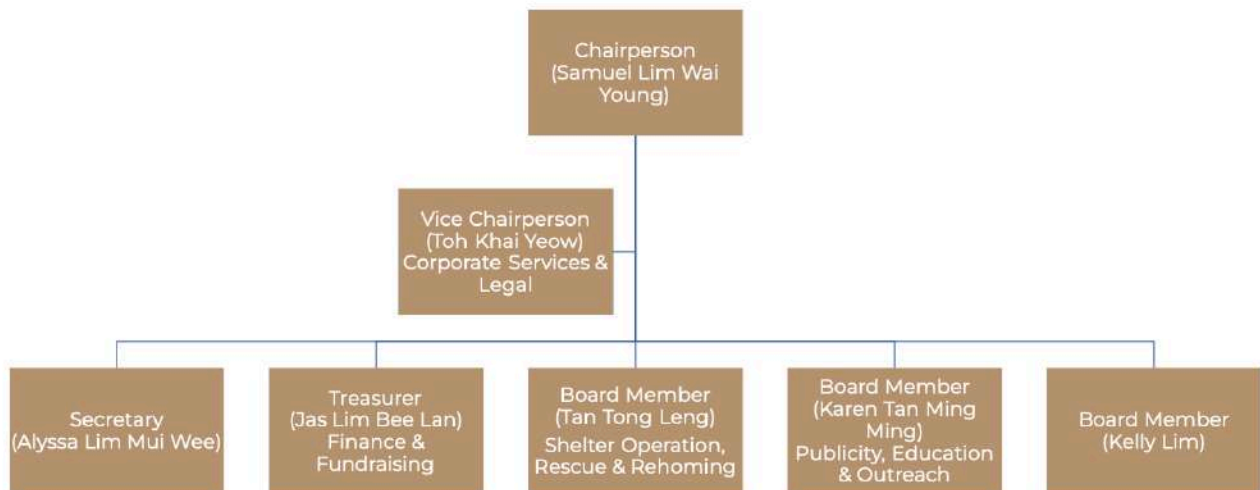 Chairperson
(Samuel Lim Wai
Young)
Vice Chairperson
(Toh Khai Yeow)
Corporate Services &
Legal
Secretary
(Alyssa Lim Mui Wee)
Treasurer
(Jas Lim Bee Lan)
Finance &
Fundraising
Board Member
(Tan Tong Leng)
Shelter Operation,
Rescue & Rehoming
Board Member
(Karen Tan Ming
Ming)
Publicity, Education
& Outreach
Board Member
(Kelly Lim)